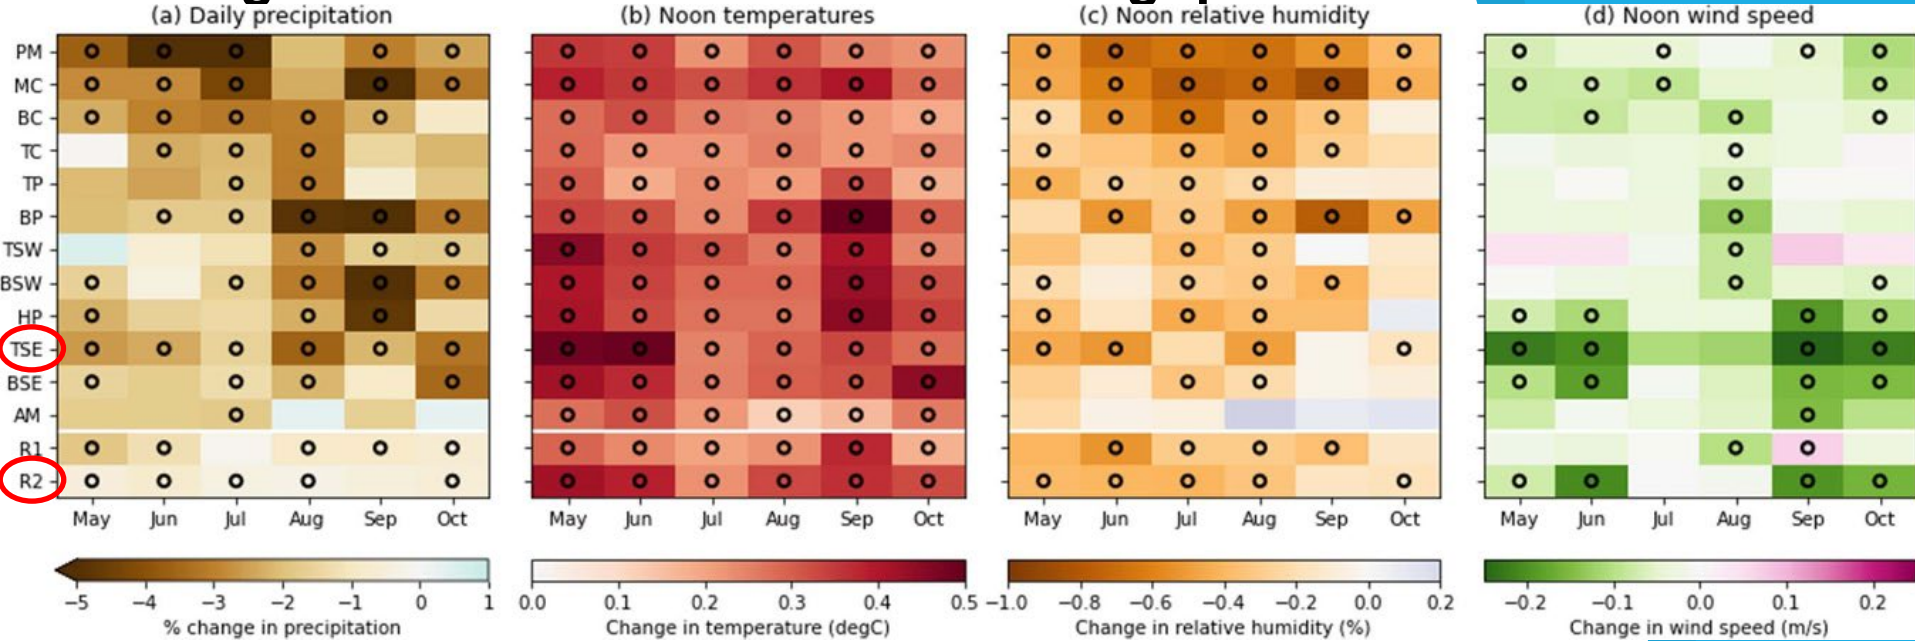 (a) Daily precipitation
(b) Noon temperatures
(c) Noon relative humidity
(d) Noon wind speed
PM
MC
BC
TC
TP
BP
TSW
BSW
HP
TSE
BSE
AM
R1
R2
May Jun Jul Aug Sep Oct
May Jun Jul Aug Sep Oct
May Jun Jul Aug Sep Oct
May Jun Jul Aug Sep Oct
−5 −4 −3 −2 −1 0 1
0.0 0.1 0.2 0.3 0.4 0.5
−1.0 −0.8 −0.6 −0.4 −0.2 0.0 0.2
−0.2 −0.1 0.0 0.1 0.2
% change in precipitation
Change in temperature (degC)
Change in relative humidity (%)
Change in wind speed (m/s)